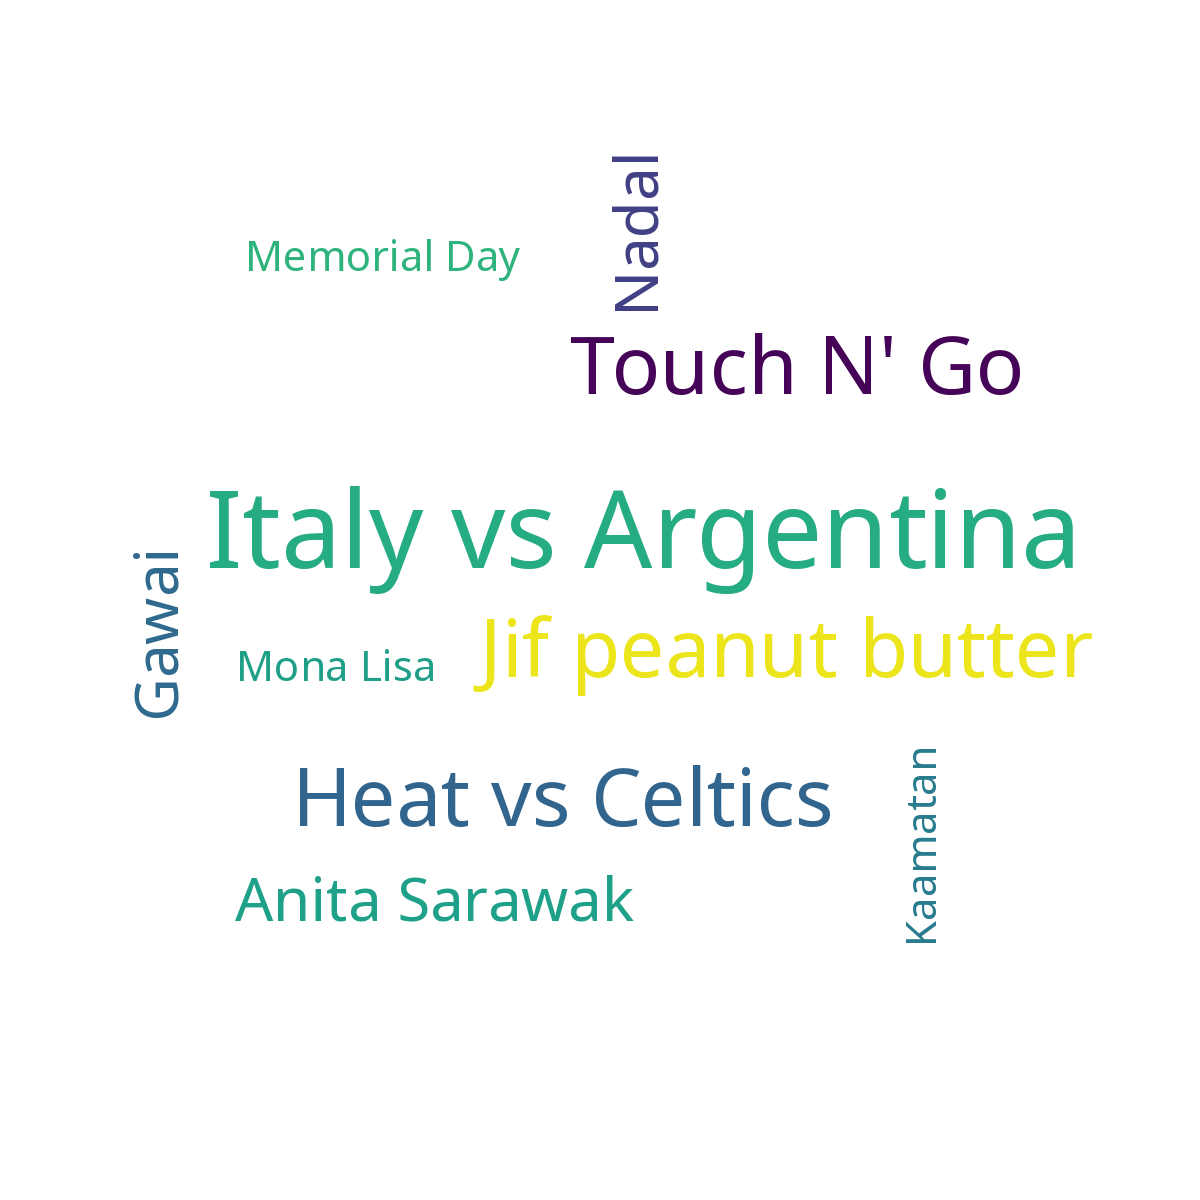 Nadal
Memorial Day
Touch N' Go
Italy vs Argentina
Gawai
Jif peanut butter
Mona Lisa
Heat vs Celtics
Kaamatan
Anita Sarawak